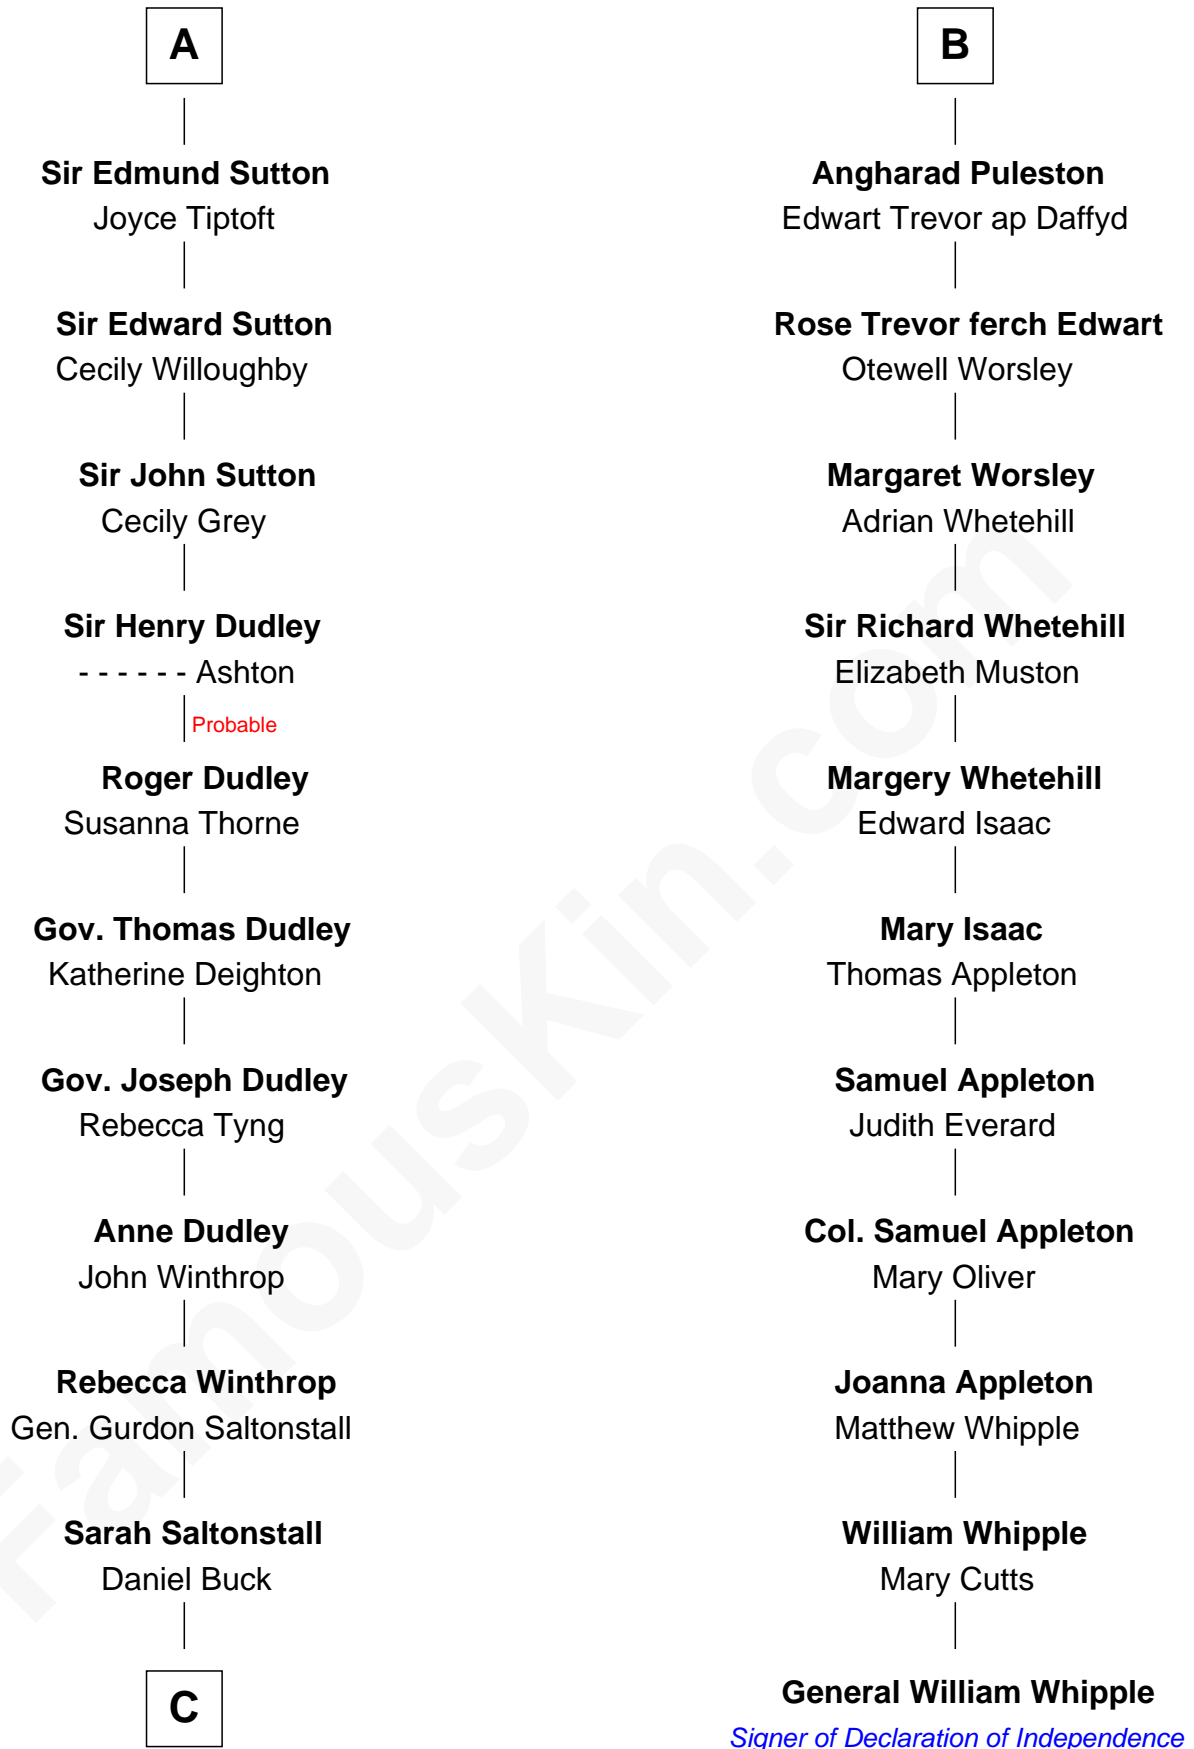 A
Sir Edmund Sutton
Joyce Tiptoft
Sir Edward Sutton
Cecily Willoughby
Sir John Sutton
Cecily Grey
Sir Henry Dudley
- - - - - - Ashton
Probable
Roger Dudley
Susanna Thorne
Gov. Thomas Dudley
Katherine Deighton
Gov. Joseph Dudley
Rebecca Tyng
Anne Dudley
John Winthrop
Rebecca Winthrop
Gen. Gurdon Saltonstall
Sarah Saltonstall
Daniel Buck
C
B
Angharad Puleston
Edwart Trevor ap Daffyd
Rose Trevor ferch Edwart
Otewell Worsley
Margaret Worsley
Adrian Whetehill
Sir Richard Whetehill
Elizabeth Muston
Margery Whetehill
Edward Isaac
Mary Isaac
Thomas Appleton
Samuel Appleton
Judith Everard
Col. Samuel Appleton
Mary Oliver
Joanna Appleton
Matthew Whipple
William Whipple
Mary Cutts
General William Whipple
Signer of Declaration of Independence
FamousKin.com